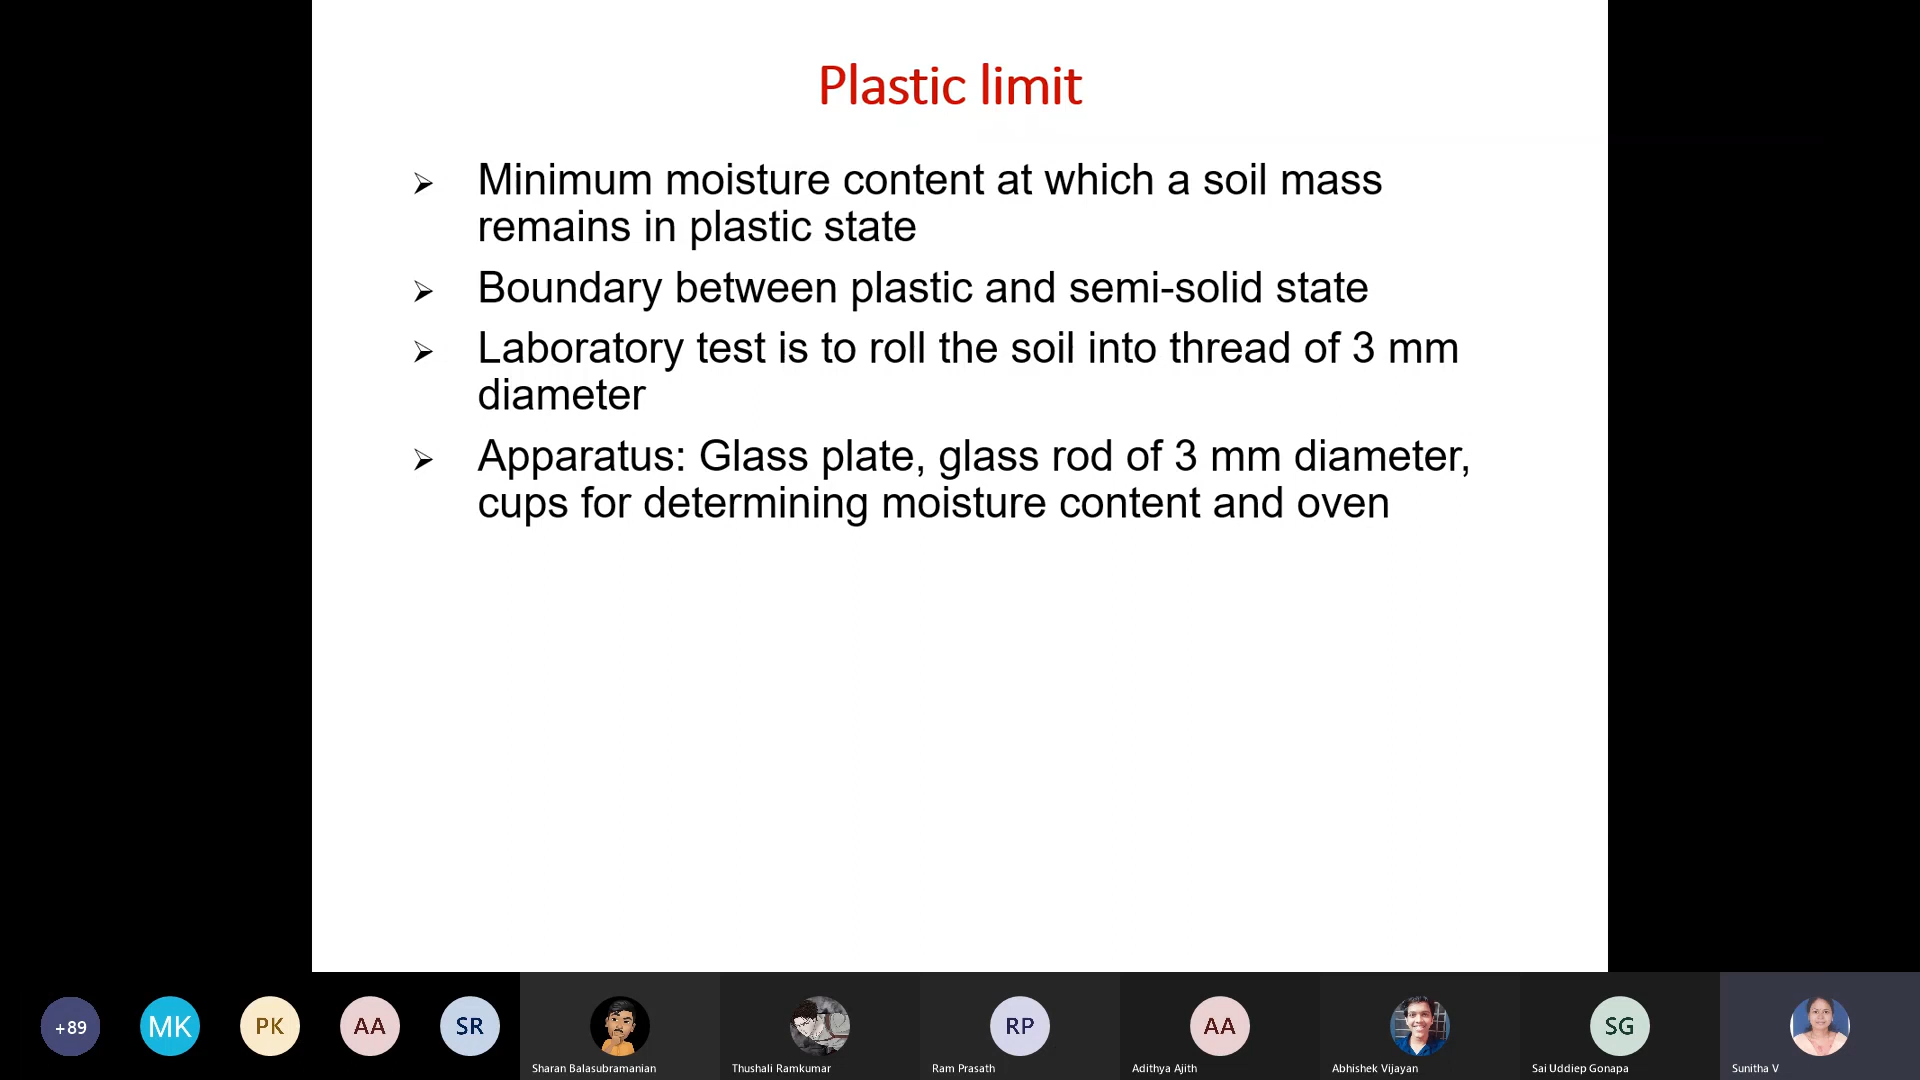 Plastic limit
➢ Minimum moisture content at which a soil mass
remains in plastic state
➢ Boundary between plastic and semi-solid state
➢ Laboratory test is to roll the soil into thread of 3 mm
diameter
➢ Apparatus: Glass plate, glass rod of 3 mm diameter,
cups for determining moisture content and oven
+89 MK PK AA SR RP AA SG
Sharan Balasubramanian Thushali Ramkumar Ram Prasath Adithya Ajith Abhishek Vijayan Sai Uddiep Gonapa Sunitha V